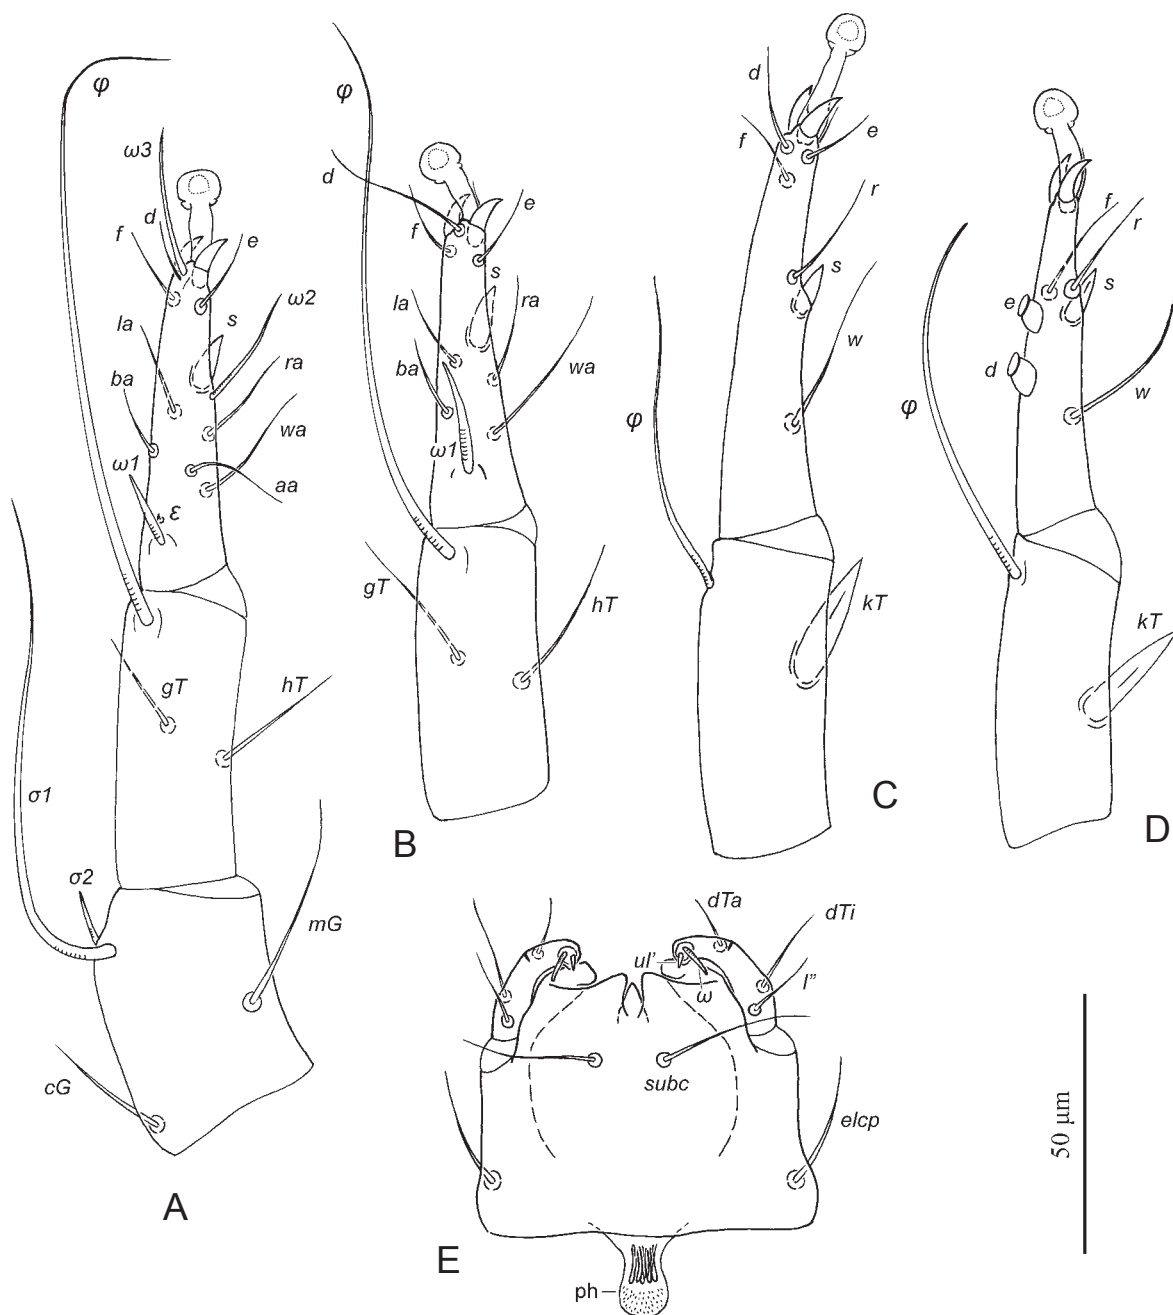 φ
ω3
d
f
e
la
ω2
s
ba
ra
ω1
wa
ε
aa
gT
hT
σ1
σ2
mG
cG
A
φ
d
f
e
s
la
ra
ba
wa
ω1
gT
hT
B
d
f
e
r
s
w
φ
kT
C
f
r
e
s
d
w
φ
kT
D
dTa
dTi
ul'
l"
ω
subc
elcp
E
ph
50 μm